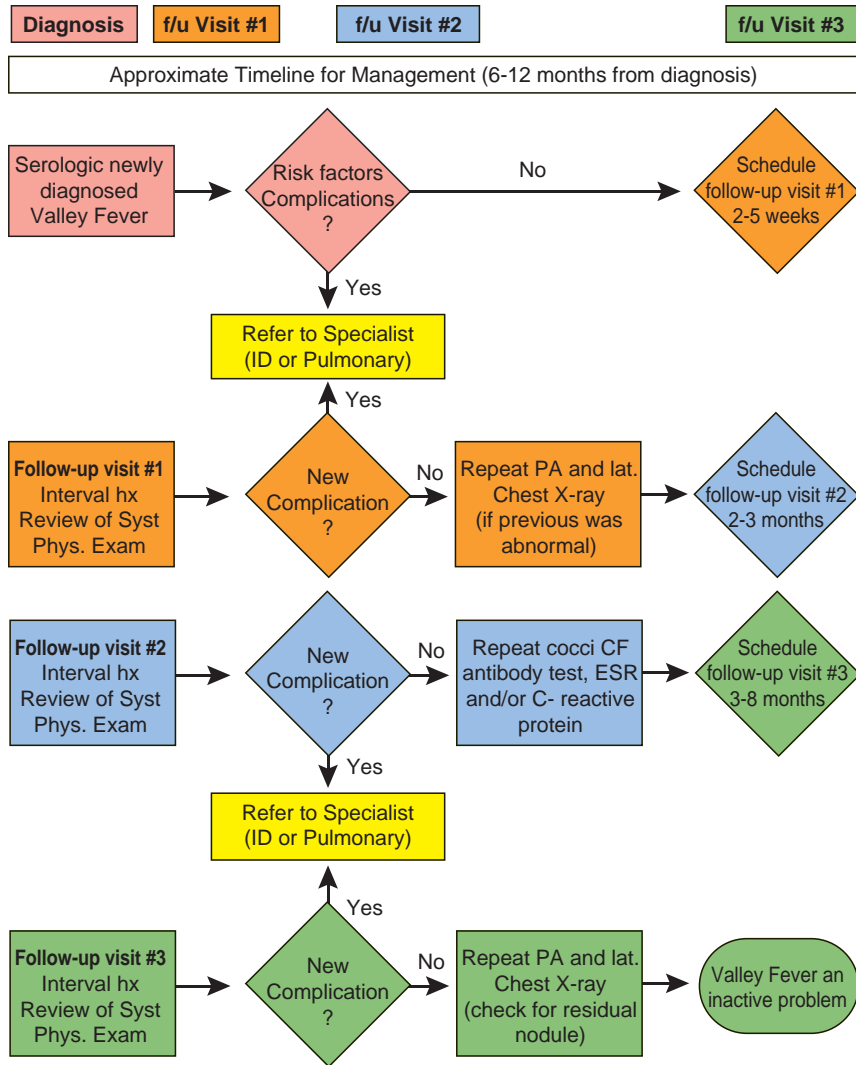 Diagnosis
f/u Visit #1
f/u Visit #2
f/u Visit #3
Approximate Timeline for Management (6-12 months from diagnosis)
Serologic newly
diagnosed
Valley Fever
Risk factors
Complications
?
No
Schedule
follow-up visit #1
2-5 weeks
Yes
Refer to Specialist
(ID or Pulmonary)
Yes
Follow-up visit #1
Interval hx
Review of Syst
Phys. Exam
New
Complication
?
No
Repeat PA and lat.
Chest X-ray
(if previous was
abnormal)
Schedule
follow-up visit #2
2-3 months
Follow-up visit #2
Interval hx
Review of Syst
Phys. Exam
New
Complication
?
No
Repeat cocci CF
antibody test, ESR
and/or C- reactive
protein
Schedule
follow-up visit #3
3-8 months
Yes
Refer to Specialist
(ID or Pulmonary)
Yes
Follow-up visit #3
Interval hx
Review of Syst
Phys. Exam
New
Complication
?
No
Repeat PA and lat.
Chest X-ray
(check for residual
nodule)
Valley Fever an
inactive problem